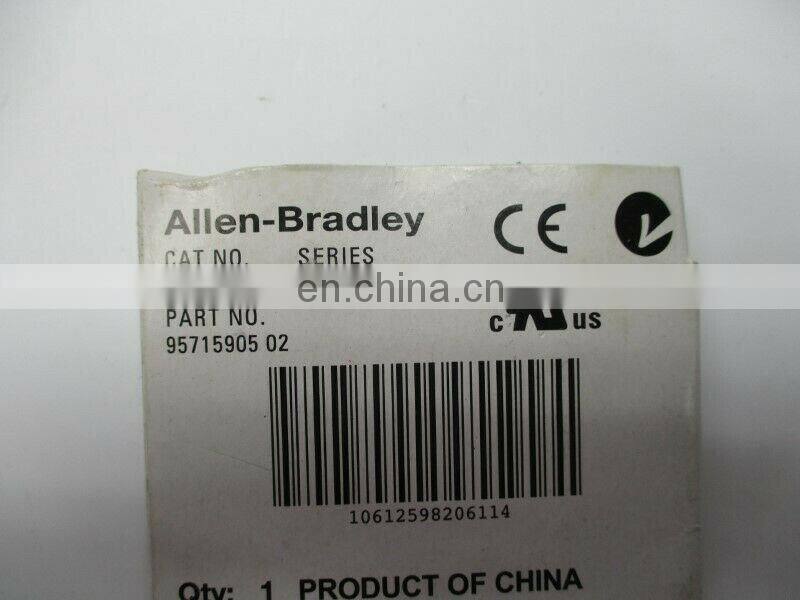 Allen-Bradley
CE
CAT NO. SERIES
en.china.cn
PART NO.
c us
95715905 02
10612598206114
Qty: 1 PRODUCT OF CHINA